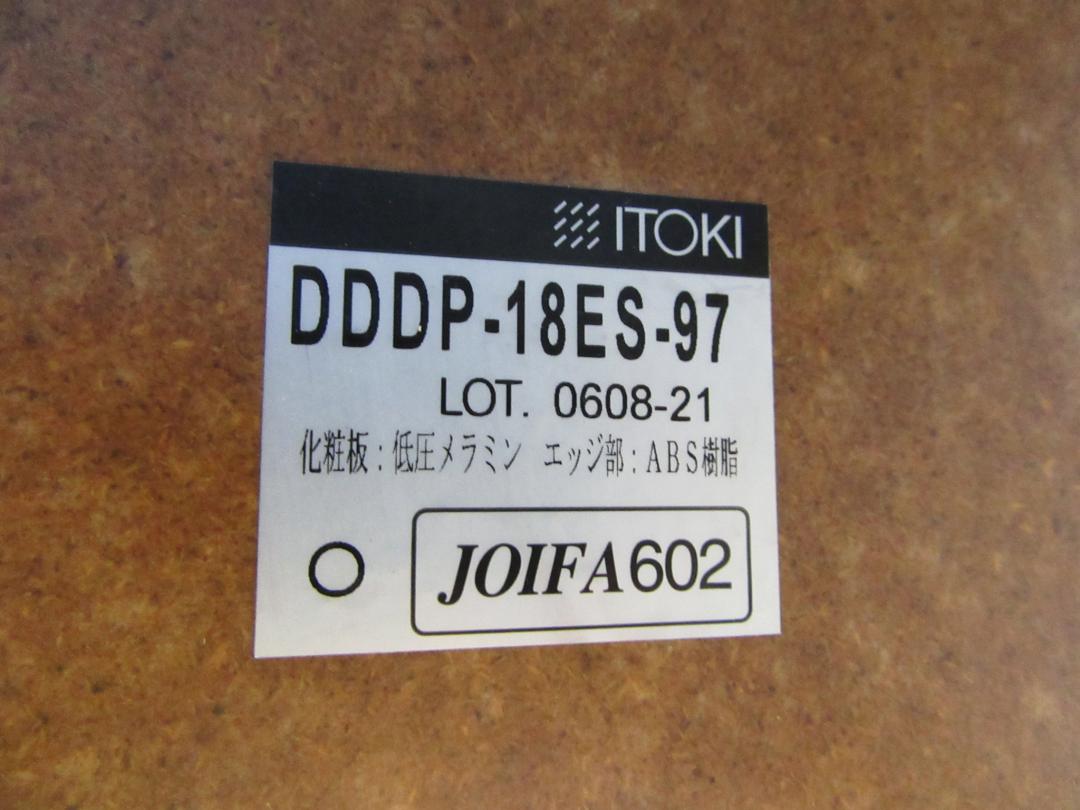 ITOKI
DDDP-18ES-97
LOT. 0608-21
化粧板:低圧メラミン エッジ部:ABS樹脂
○ JOIFA602